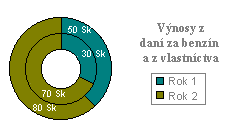 50 Sk
30 Sk
70 Sk
80 Sk
Výnosy z
daní za benzín
a z vlastníctva
Rok 1
Rok 2